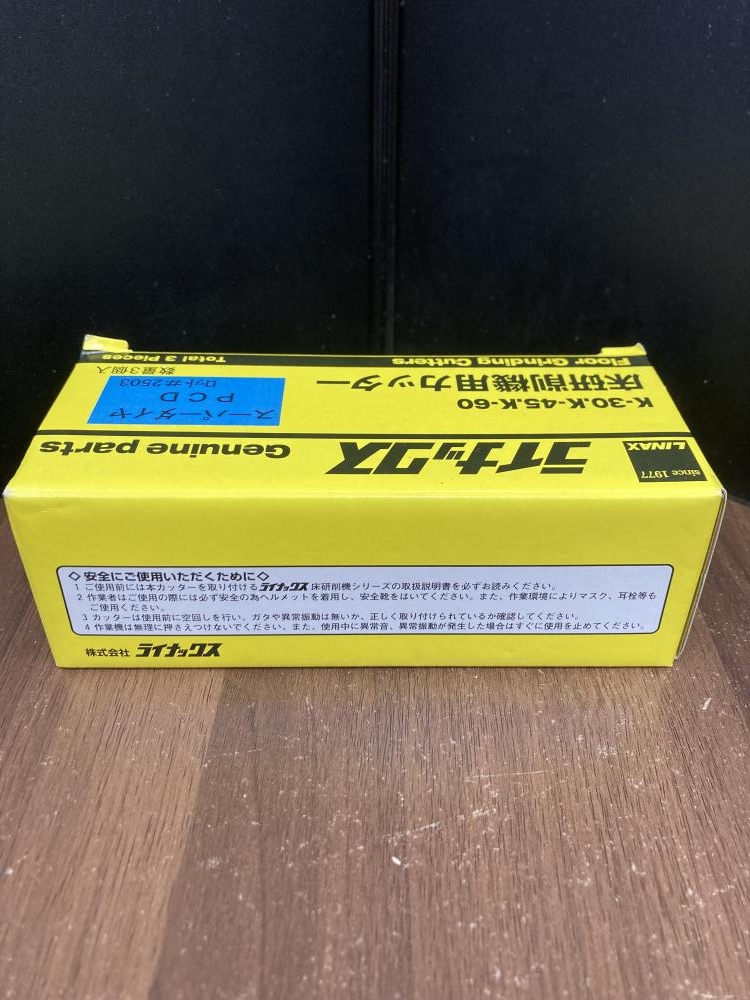 LINAX
since 1977
ライナックス
Genuine parts
K-30.K-45.K-60
床研削機用カッター
スーパーダイヤ
PCD
ロット#2503
数量3個入
Floor Grinding Cutters
Total 3 Pieces
◇安全にご使用いただくために◇
1 ご使用前には本カッターを取り付けるライナックス床研削機シリーズの取扱説明書を必ずお読みください。
2 作業者はご使用の際には必ず安全の為ヘルメットを着用し、安全靴をはいてください。また、作業環境によりマスク、耳栓等も
ご使用ください。
3 カッターは使用前に空回しを行い、ガタや異常振動は無いか、正しく取り付けられているか確認してください。
4 作業機は無理に押さえつけないでください。また、使用中に異常音、異常振動が発生した場合はすぐに使用を止めてください。
株式会社 ライナックス